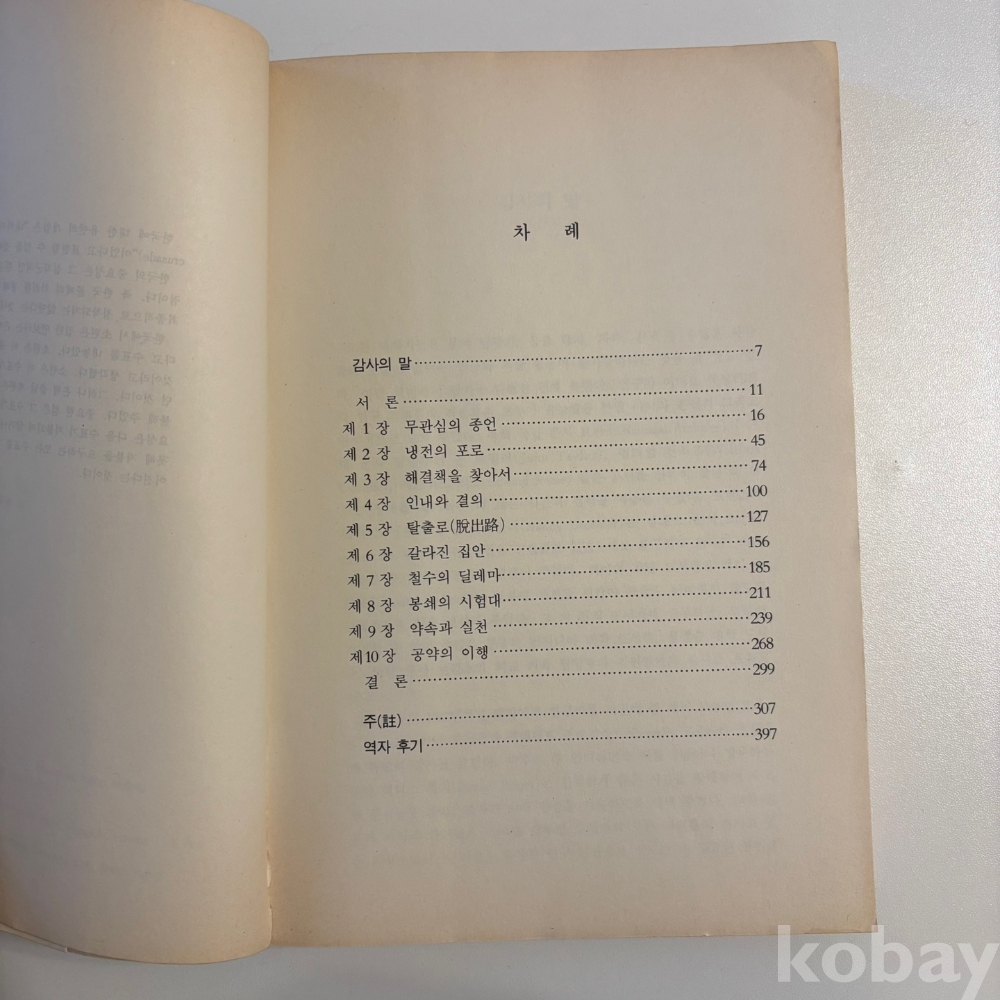 차 례
감사의 말 ········ 7
서 론 ········ 11
제 1 장 무관심의 종언 ········ 16
제 2 장 냉전의 포로 ········ 45
제 3 장 해결책을 찾아서 ········ 74
제 4 장 인내와 결의 ········ 100
제 5 장 탈출로(脫出路) ········ 127
제 6 장 갈라진 집안 ········ 156
제 7 장 철수의 딜레마 ········ 185
제 8 장 봉쇄의 시험대 ········ 211
제 9 장 약속과 실천 ········ 239
제10장 공약의 이행 ········ 268
결 론 ········ 299
주(註) ········ 307
역자 후기 ········ 397
kobay